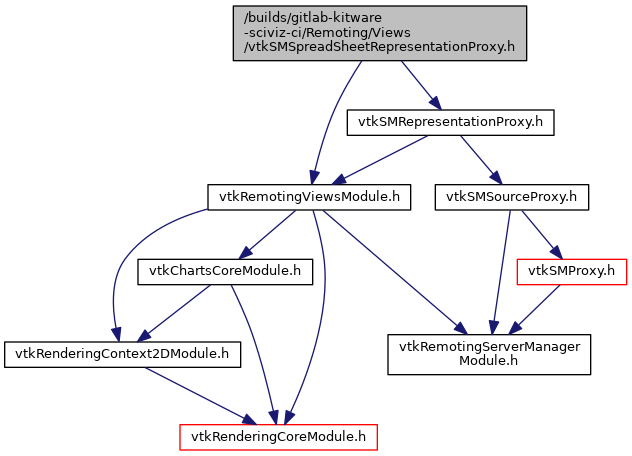 /builds/gitlab-kitware
-sciviz-ci/Remoting/Views
/vtkSMSpreadSheetRepresentationProxy.h
vtkSMRepresentationProxy.h
vtkRemotingViewsModule.h
vtkSMSourceProxy.h
vtkChartsCoreModule.h
vtkSMProxy.h
vtkRenderingContext2DModule.h
vtkRemotingServerManager
Module.h
vtkRenderingCoreModule.h